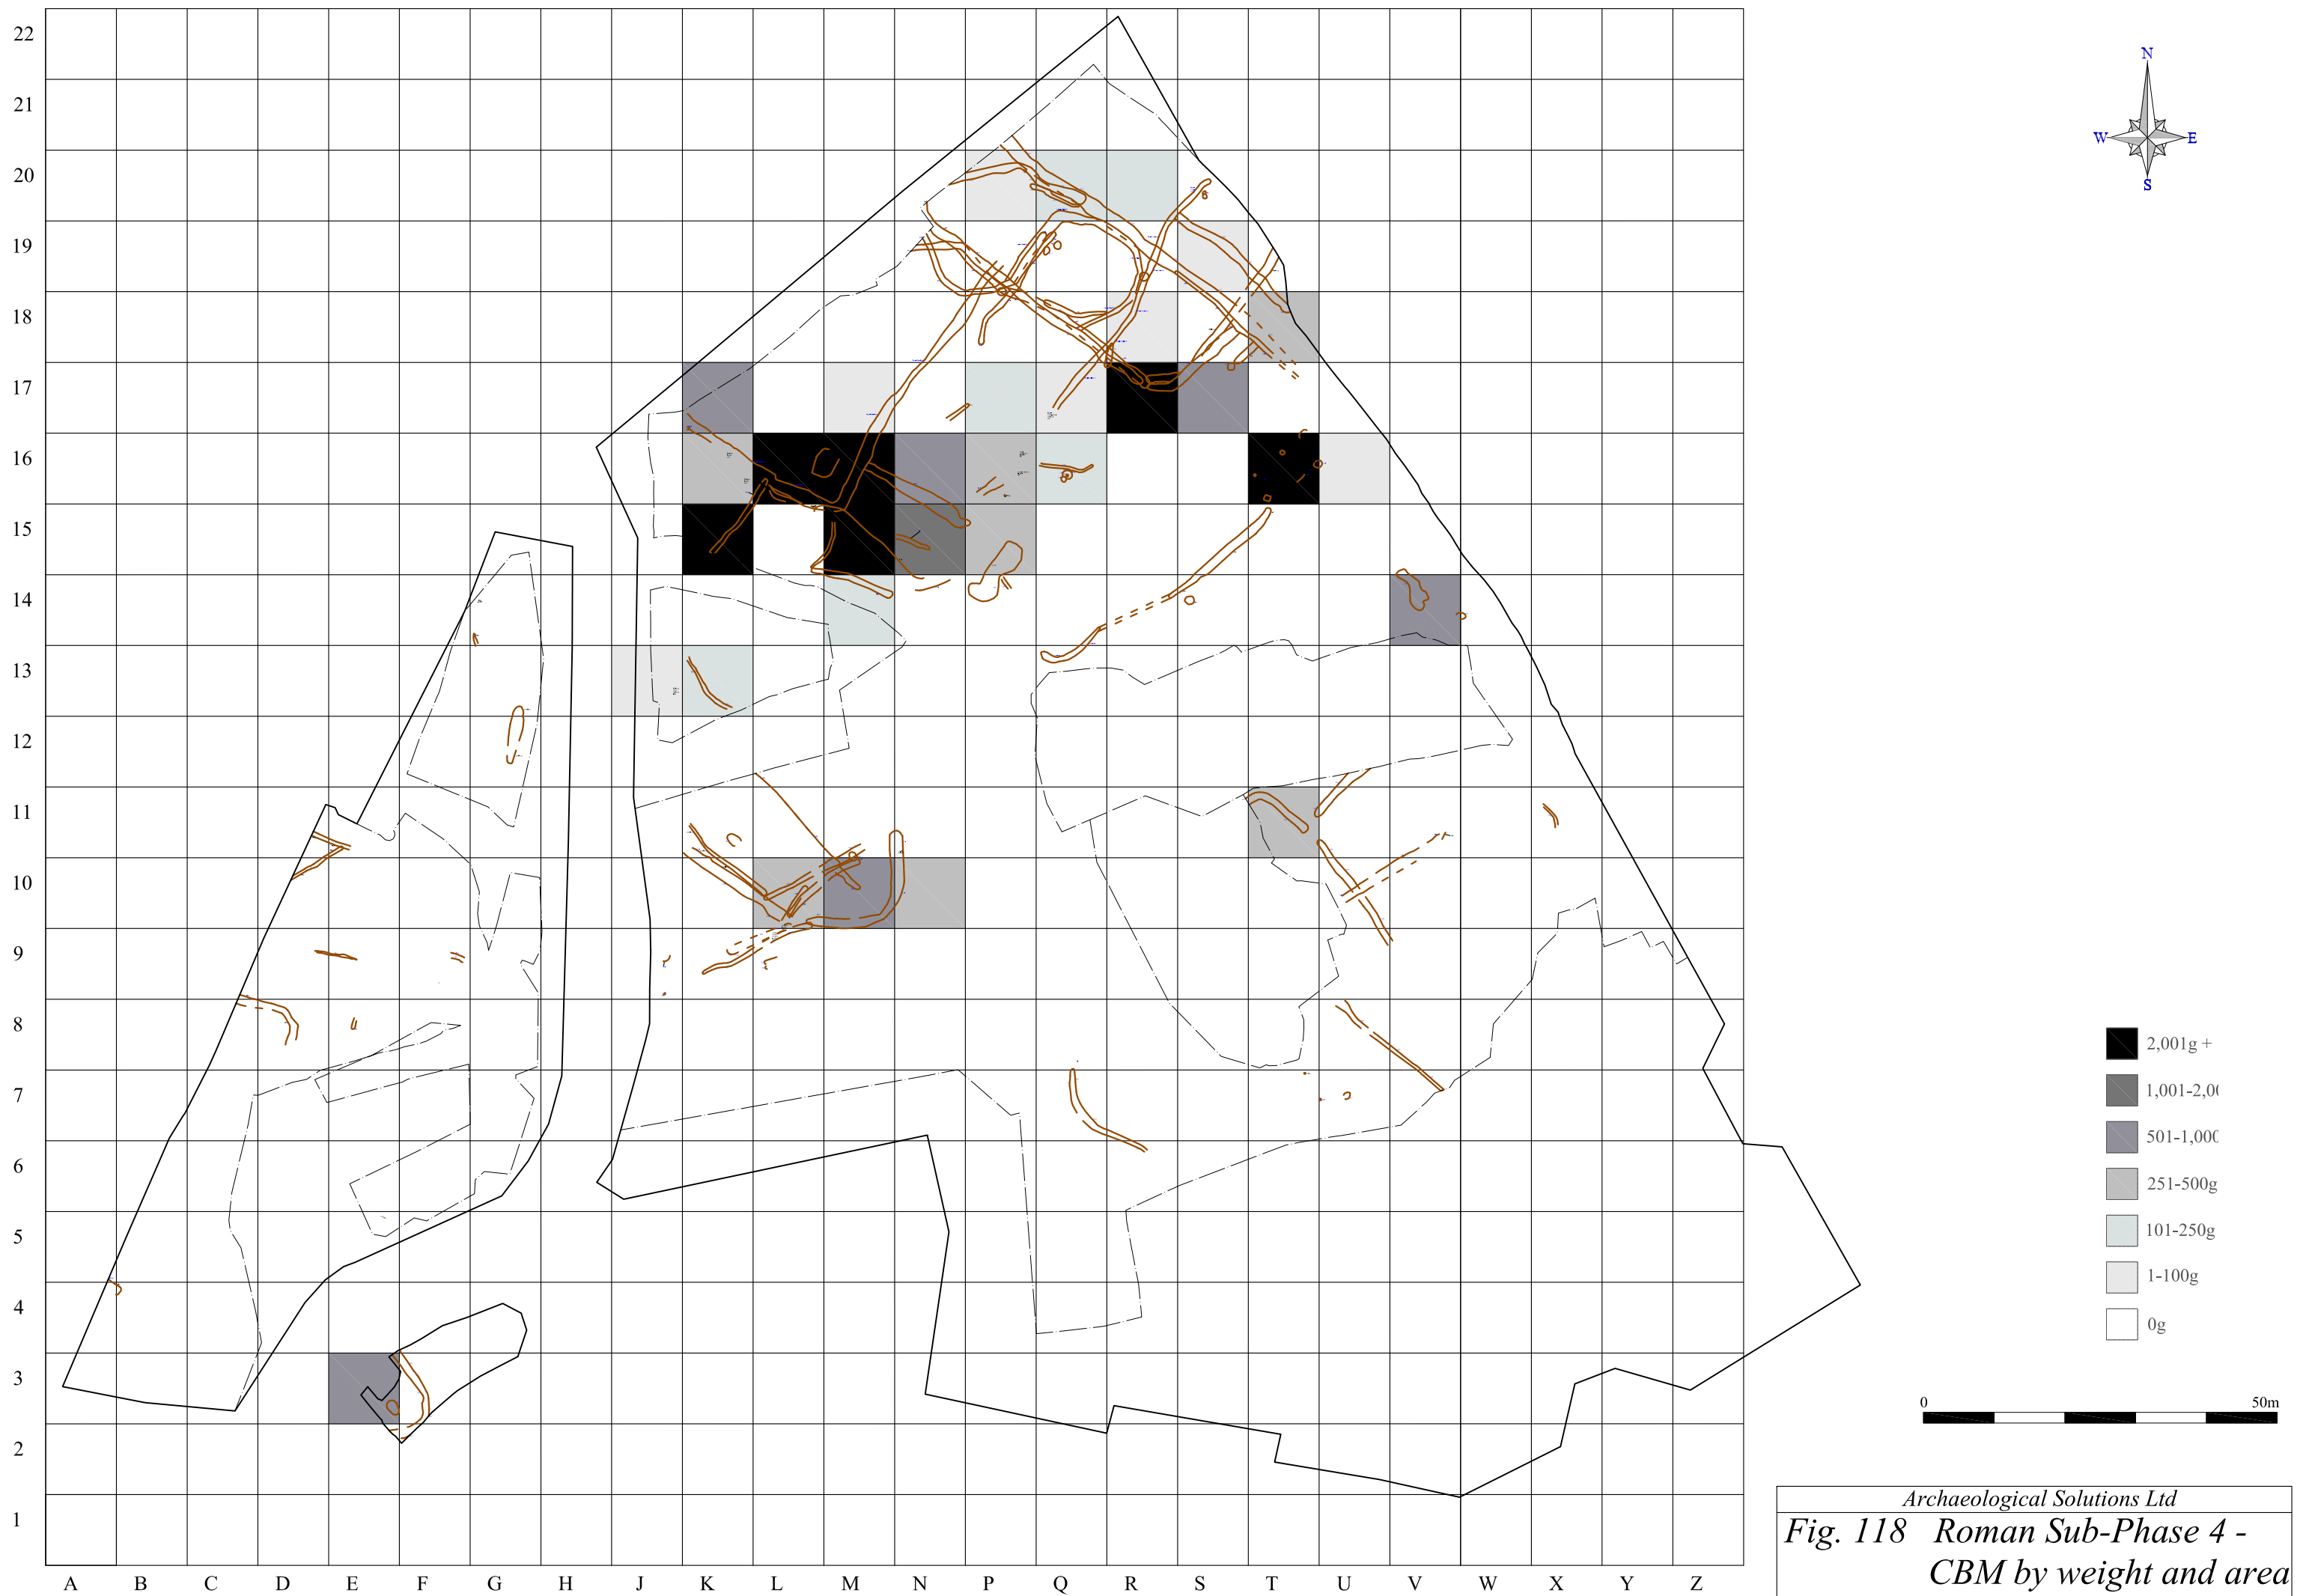 22
21
20
19
18
17
16
15
14
13
12
11
10
9
8
7
6
5
4
3
2
1
A B C D E F G H J K L M N P Q R S T U V W X Y Z
N
W E
S
2,001g +
1,001-2,00
501-1,000
251-500g
101-250g
1-100g
0g
0 50m
Archaeological Solutions Ltd
Fig. 118 Roman Sub-Phase 4 -
CBM by weight and area